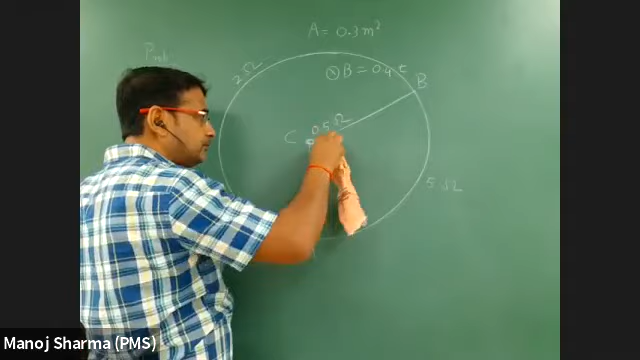 A = 0.3 m²
2 Ω
ⓧ B = 0.4 t
B
C
0.5 Ω
5 Ω
Manoj Sharma (PMS)